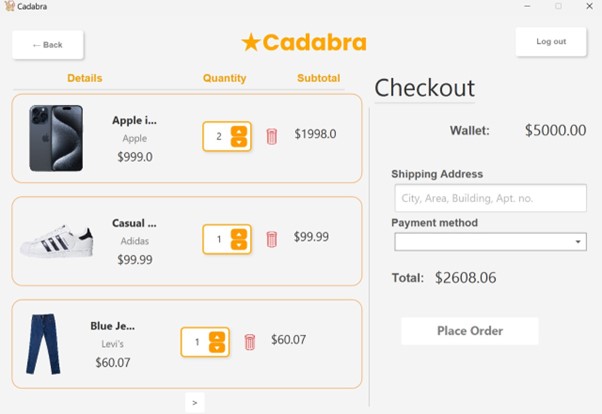 Cadabra
← Back
★Cadabra
Log out
Details Quantity Subtotal
Apple i...
Apple
$999.0
2
$1998.0
Casual ...
Adidas
$99.99
1
$99.99
Blue Je...
Levi's
$60.07
1
$60.07
>
Checkout
Wallet: $5000.00
Shipping Address
City, Area, Building, Apt. no.
Payment method
Total: $2608.06
Place Order